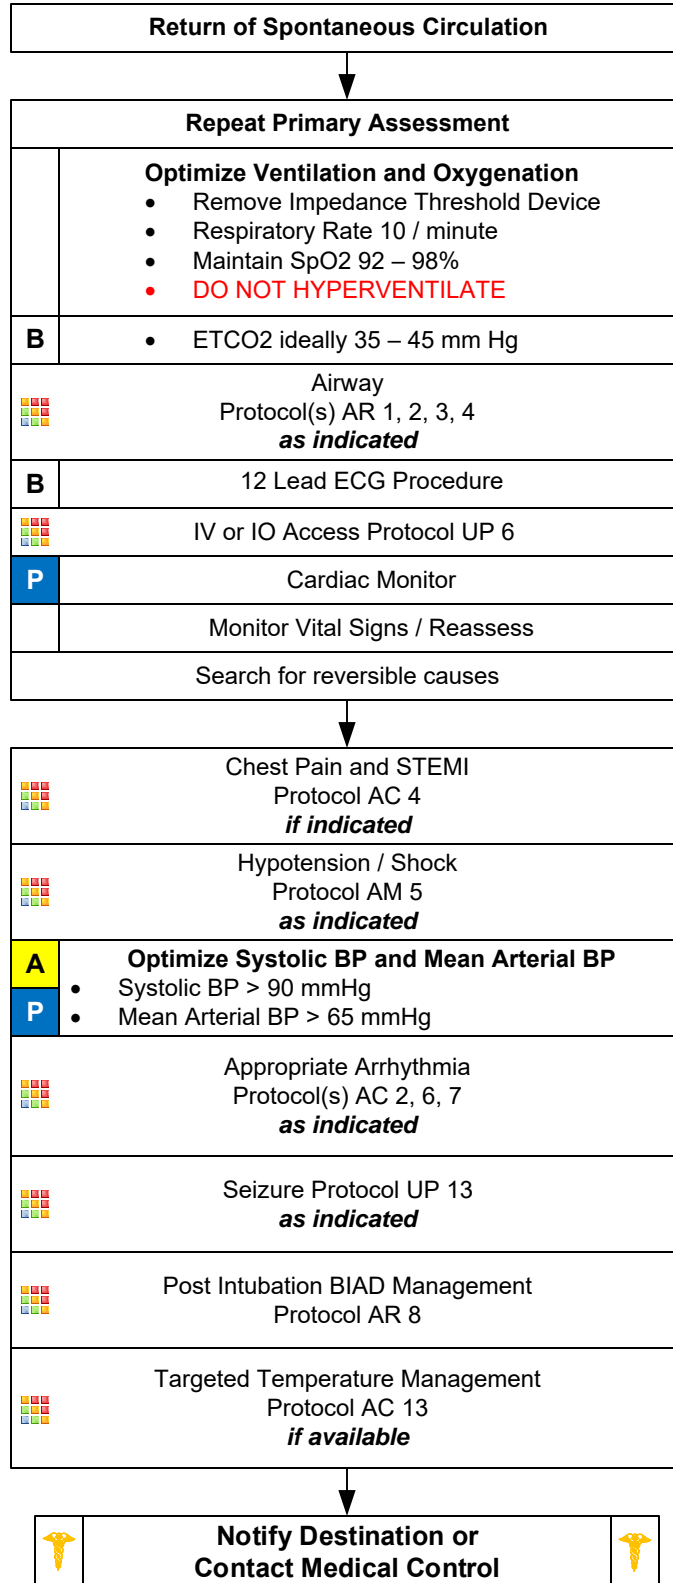 Return of Spontaneous Circulation
Repeat Primary Assessment
Optimize Ventilation and Oxygenation
• Remove Impedance Threshold Device
• Respiratory Rate 10 / minute
• Maintain SpO2 92 – 98%
• DO NOT HYPERVENTILATE
B • ETCO2 ideally 35 – 45 mm Hg
Airway
Protocol(s) AR 1, 2, 3, 4
as indicated
B 12 Lead ECG Procedure
IV or IO Access Protocol UP 6
P Cardiac Monitor
Monitor Vital Signs / Reassess
Search for reversible causes
Chest Pain and STEMI
Protocol AC 4
if indicated
Hypotension / Shock
Protocol AM 5
as indicated
A Optimize Systolic BP and Mean Arterial BP
• Systolic BP > 90 mmHg
P • Mean Arterial BP > 65 mmHg
Appropriate Arrhythmia
Protocol(s) AC 2, 6, 7
as indicated
Seizure Protocol UP 13
as indicated
Post Intubation BIAD Management
Protocol AR 8
Targeted Temperature Management
Protocol AC 13
if available
Notify Destination or
Contact Medical Control